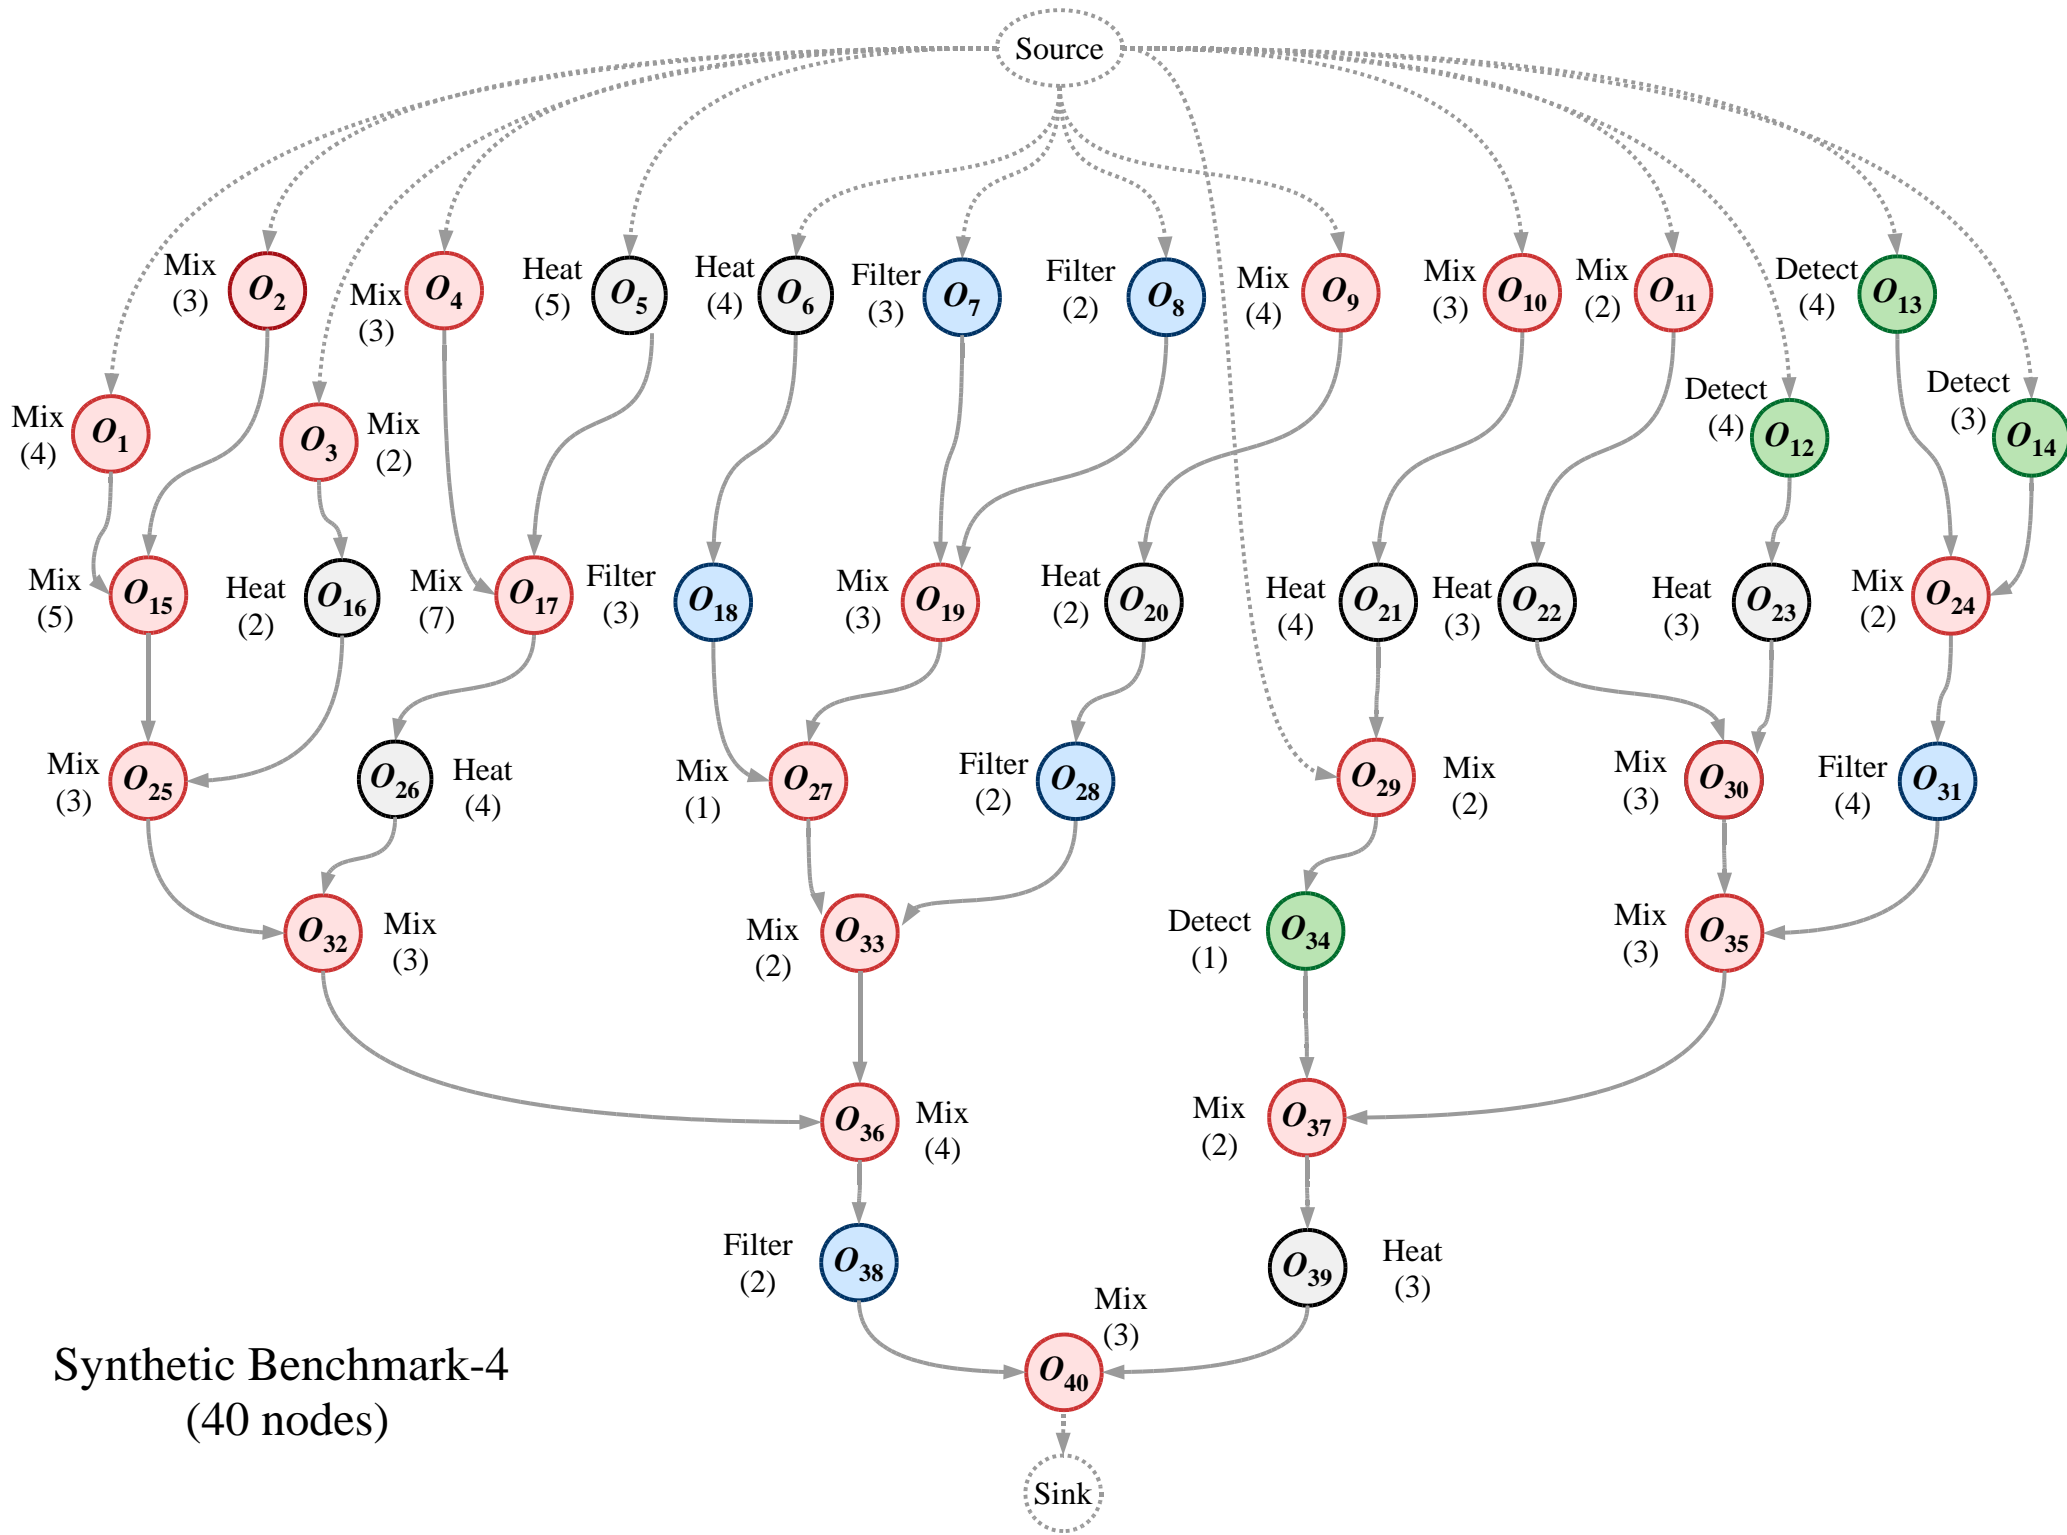 Source
Mix
(3)
O2
Mix
(3)
O4
Heat
(5)
O5
Heat
(4)
O6
Filter
(3)
O7
Filter
(2)
O8
Mix
(4)
O9
Mix
(3)
O10
Mix
(2)
O11
Detect
(4)
O13
Mix
(4)
O1
O3
Mix
(2)
Detect
(4)
O12
Detect
(3)
O14
Mix
(5)
O15
Heat
(2)
O16
Mix
(7)
O17
Filter
(3)
O18
Mix
(3)
O19
Heat
(2)
O20
Heat
(4)
O21
Heat
(3)
O22
Heat
(3)
O23
Mix
(2)
O24
Mix
(3)
O25
O26
Heat
(4)
Mix
(1)
O27
Filter
(2)
O28
O29
Mix
(2)
Mix
(3)
O30
Filter
(4)
O31
O32
Mix
(3)
Mix
(2)
O33
Detect
(1)
O34
Mix
(3)
O35
O36
Mix
(4)
Mix
(2)
O37
Filter
(2)
O38
O39
Heat
(3)
Mix
(3)
O40
Synthetic Benchmark-4
(40 nodes)
Sink